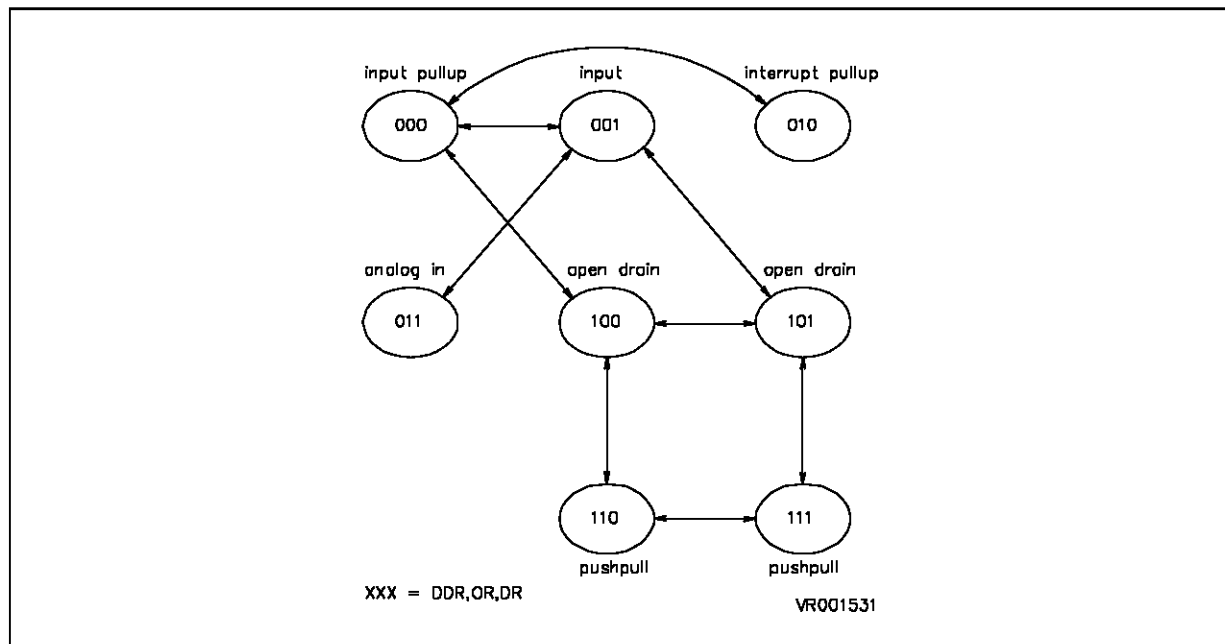 input pullup
input
interrupt pullup
000
001
010
analog in
open drain
open drain
011
100
101
110
111
pushpull
pushpull
XXX = DDR,OR,DR
VR001531